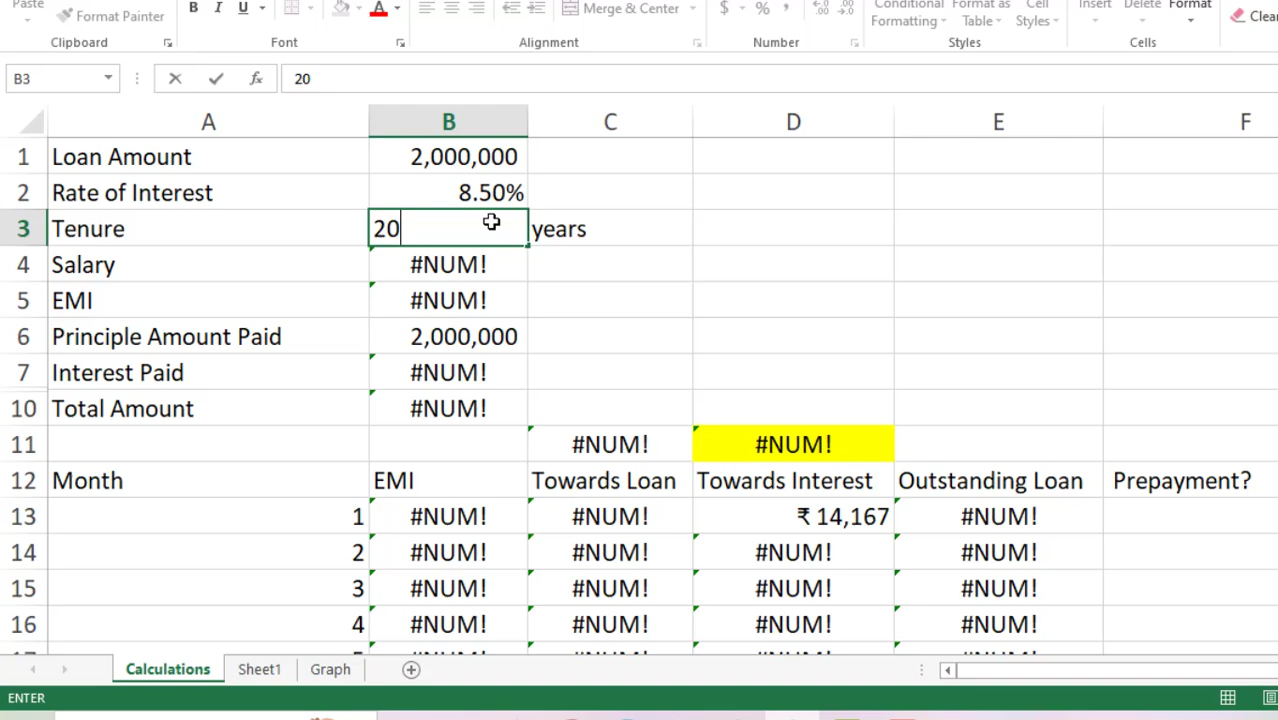 Paste Format Painter B I U A Merge & Center $ % , Conditional Format as Cell Insert Delete Format
Formatting Table Styles Clear
Clipboard Font Alignment Number Styles Cells
B3 fx 20
A B C D E F
1 Loan Amount 2,000,000
2 Rate of Interest 8.50%
3 Tenure 20 years
4 Salary #NUM!
5 EMI #NUM!
6 Principle Amount Paid 2,000,000
7 Interest Paid #NUM!
10 Total Amount #NUM!
11 #NUM! #NUM!
12 Month EMI Towards Loan Towards Interest Outstanding Loan Prepayment?
13 1 #NUM! #NUM! ₹ 14,167 #NUM!
14 2 #NUM! #NUM! #NUM! #NUM!
15 3 #NUM! #NUM! #NUM! #NUM!
16 4 #NUM! #NUM! #NUM! #NUM!
Calculations Sheet1 Graph
ENTER